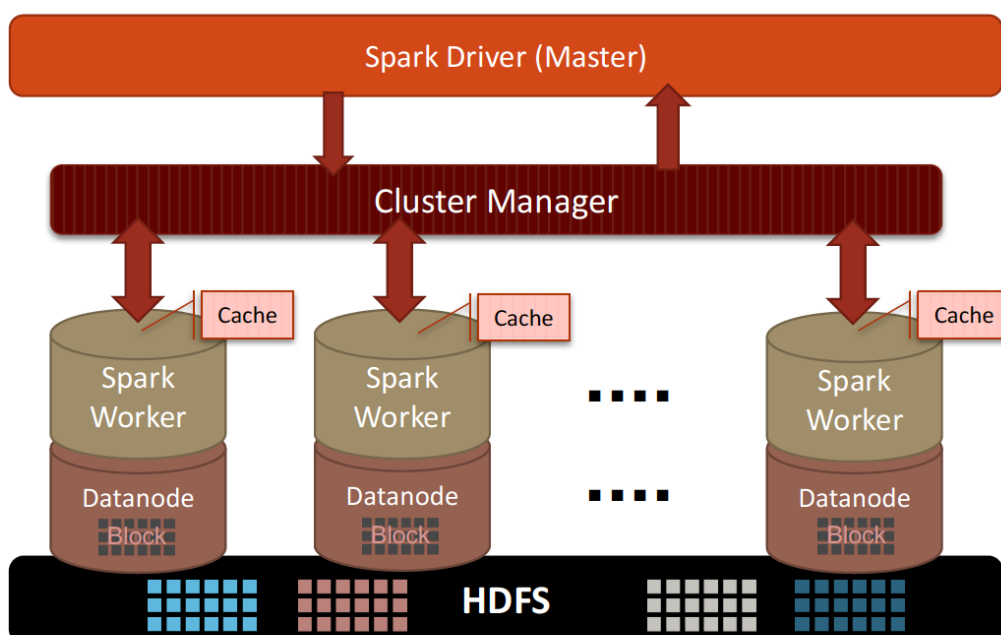 Spark Driver (Master)
Cluster Manager
Cache
Cache
Cache
Spark
Worker
Spark
Worker
Spark
Worker
Datanode
Block
Datanode
Block
Datanode
Block
HDFS